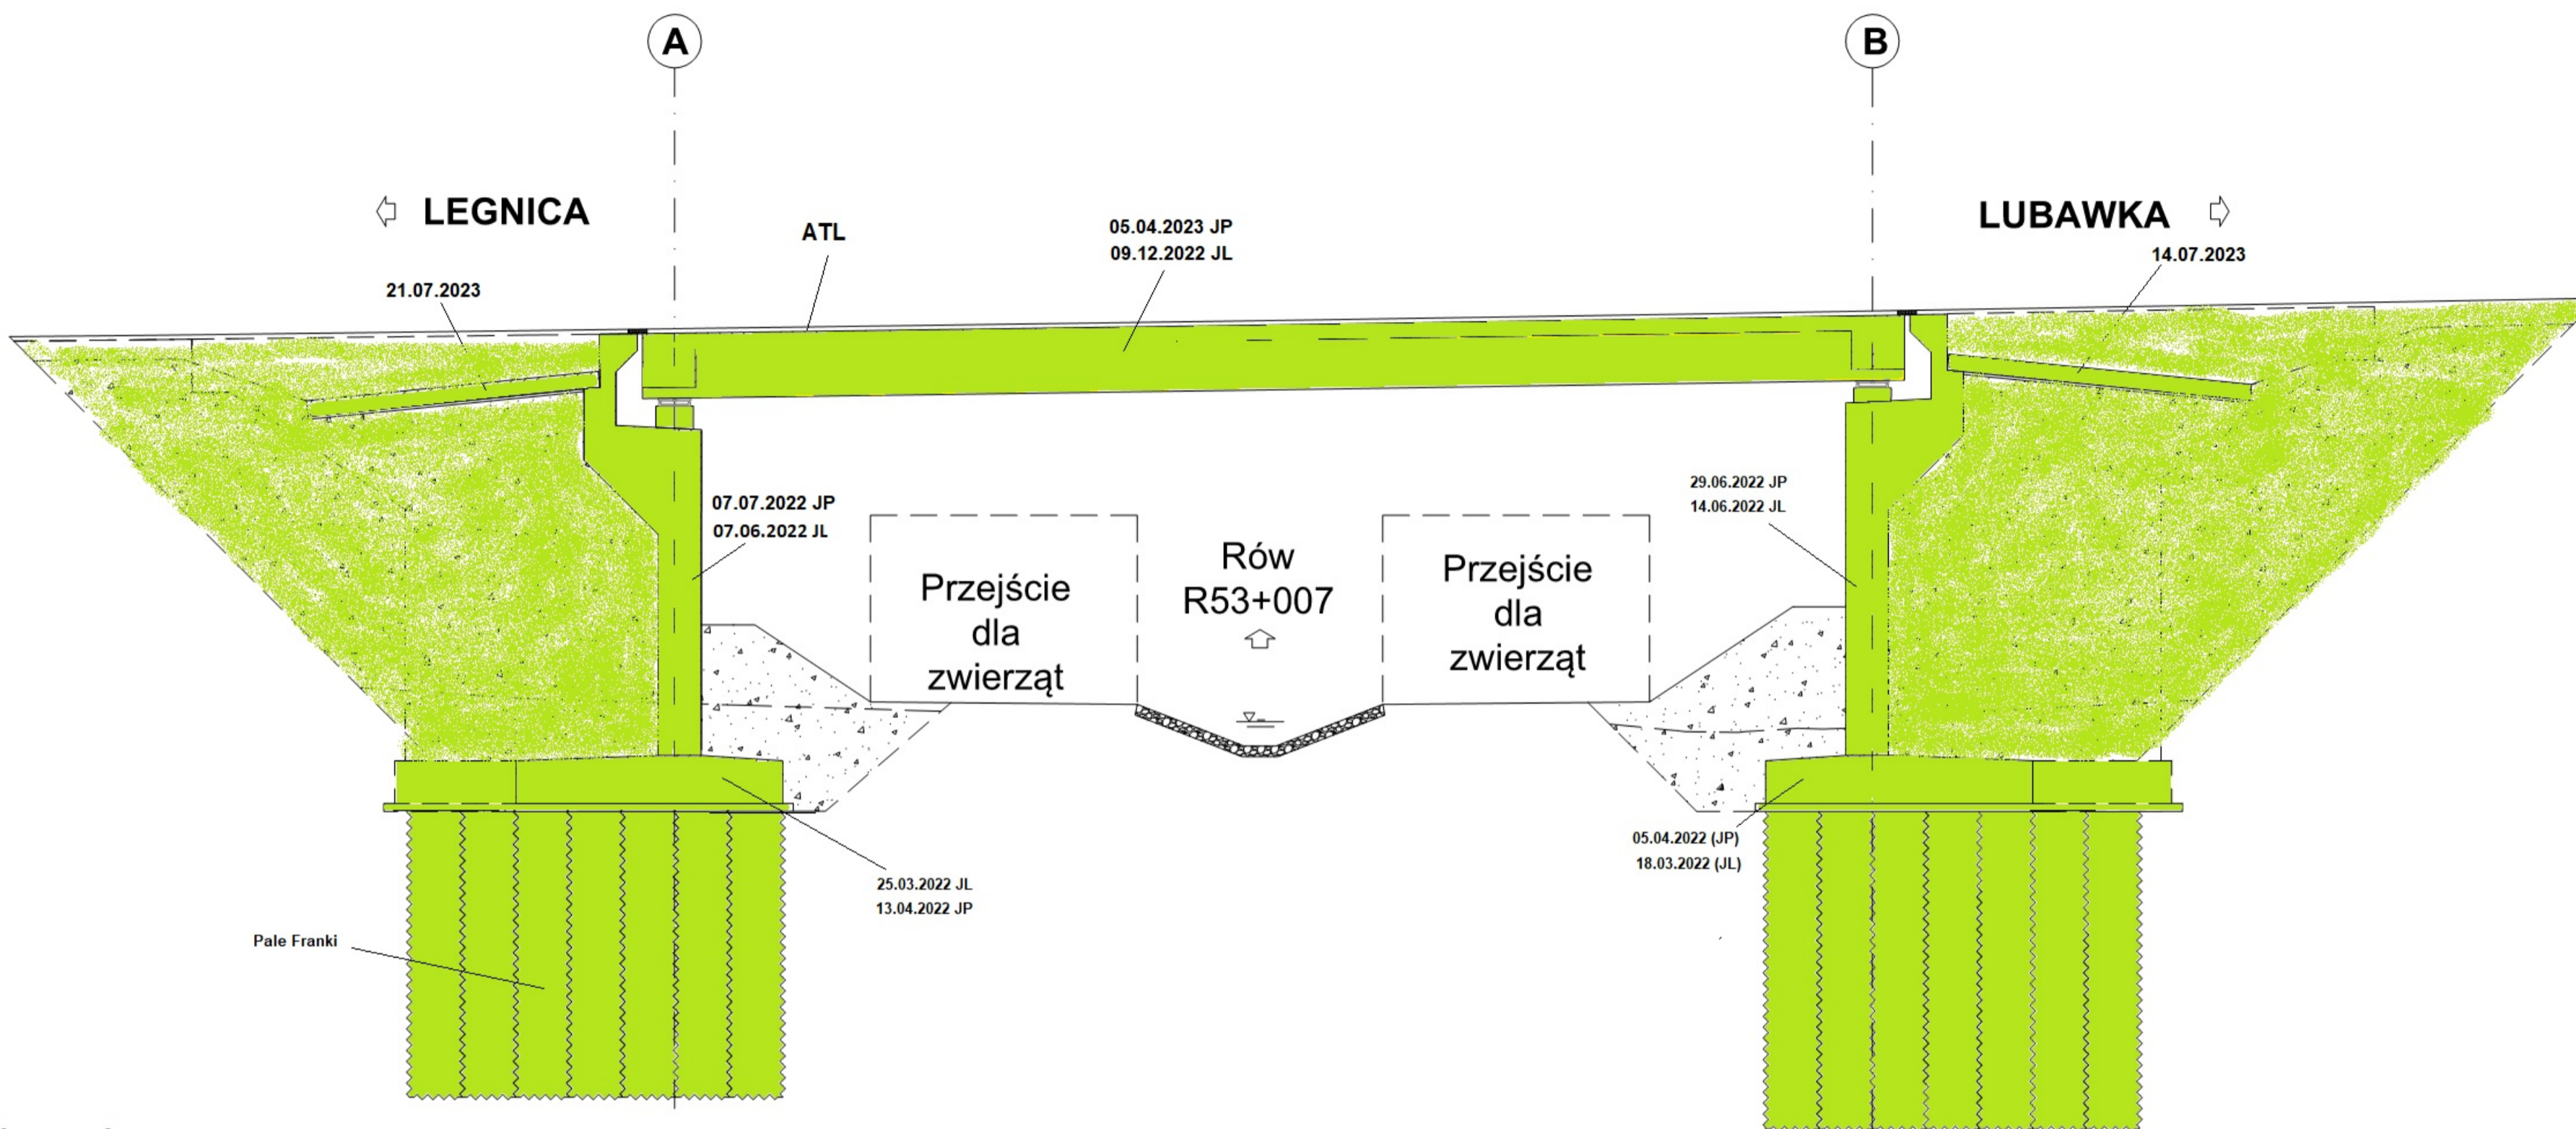 A
B
LEGNICA
LUBAWKA
ATL
05.04.2023 JP
09.12.2022 JL
21.07.2023
14.07.2023
07.07.2022 JP
07.06.2022 JL
29.06.2022 JP
14.06.2022 JL
Przejście
dla
zwierząt
Rów
R53+007
Przejście
dla
zwierząt
05.04.2022 (JP)
18.03.2022 (JL)
25.03.2022 JL
13.04.2022 JP
Pale Franki